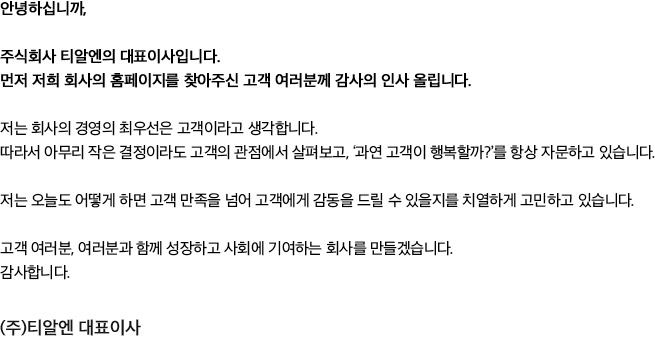 안녕하십니까,
주식회사 티알엔의 대표이사입니다.
먼저 저희 회사의 홈페이지를 찾아주신 고객 여러분께 감사의 인사 올립니다.
저는 회사의 경영의 최우선은 고객이라고 생각합니다.
따라서 아무리 작은 결정이라도 고객의 관점에서 살펴보고, ‘과연 고객이 행복할까?’를 항상 자문하고 있습니다.
저는 오늘도 어떻게 하면 고객 만족을 넘어 고객에게 감동을 드릴 수 있을지를 치열하게 고민하고 있습니다.
고객 여러분, 여러분과 함께 성장하고 사회에 기여하는 회사를 만들겠습니다.
감사합니다.
(주)티알엔 대표이사